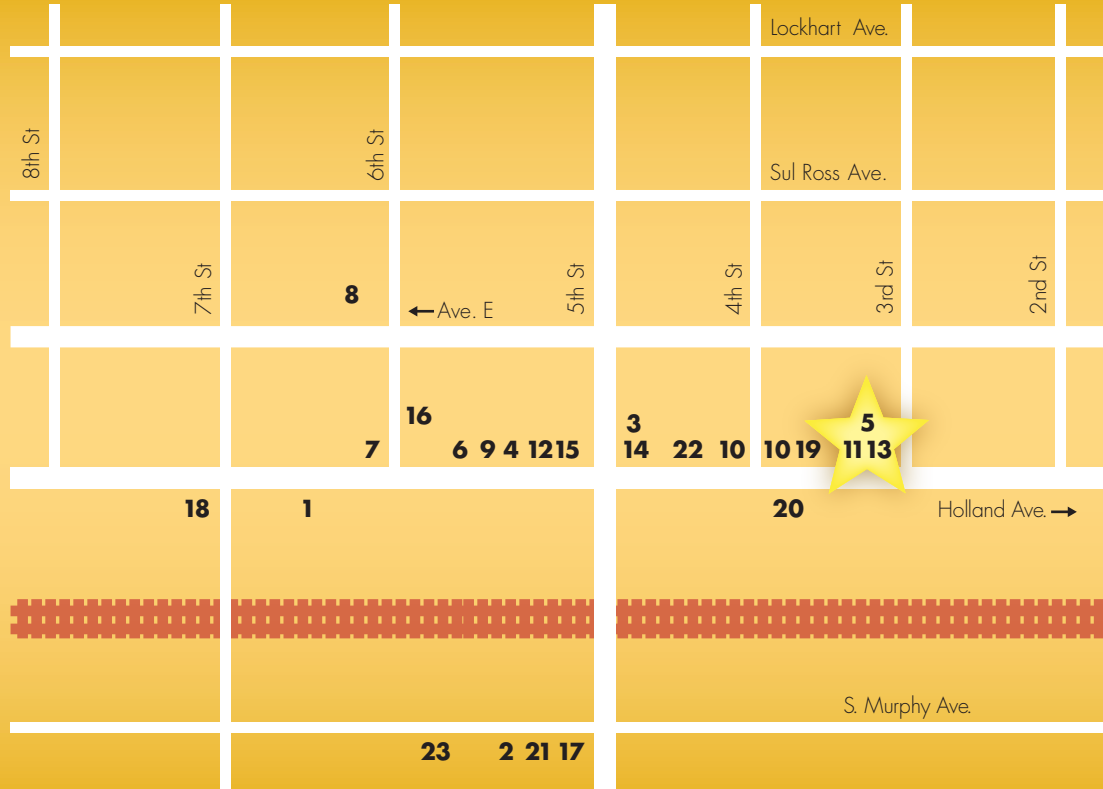 Lockhart Ave.
8th St
6th St
Sul Ross Ave.
7th St
8
← Ave. E
5th St
4th St
3rd St
2nd St
16
3
5
7
6 9 4 12 15
14 22 10 10 19 11 13
18
1
20
Holland Ave. →
S. Murphy Ave.
23 2 21 17